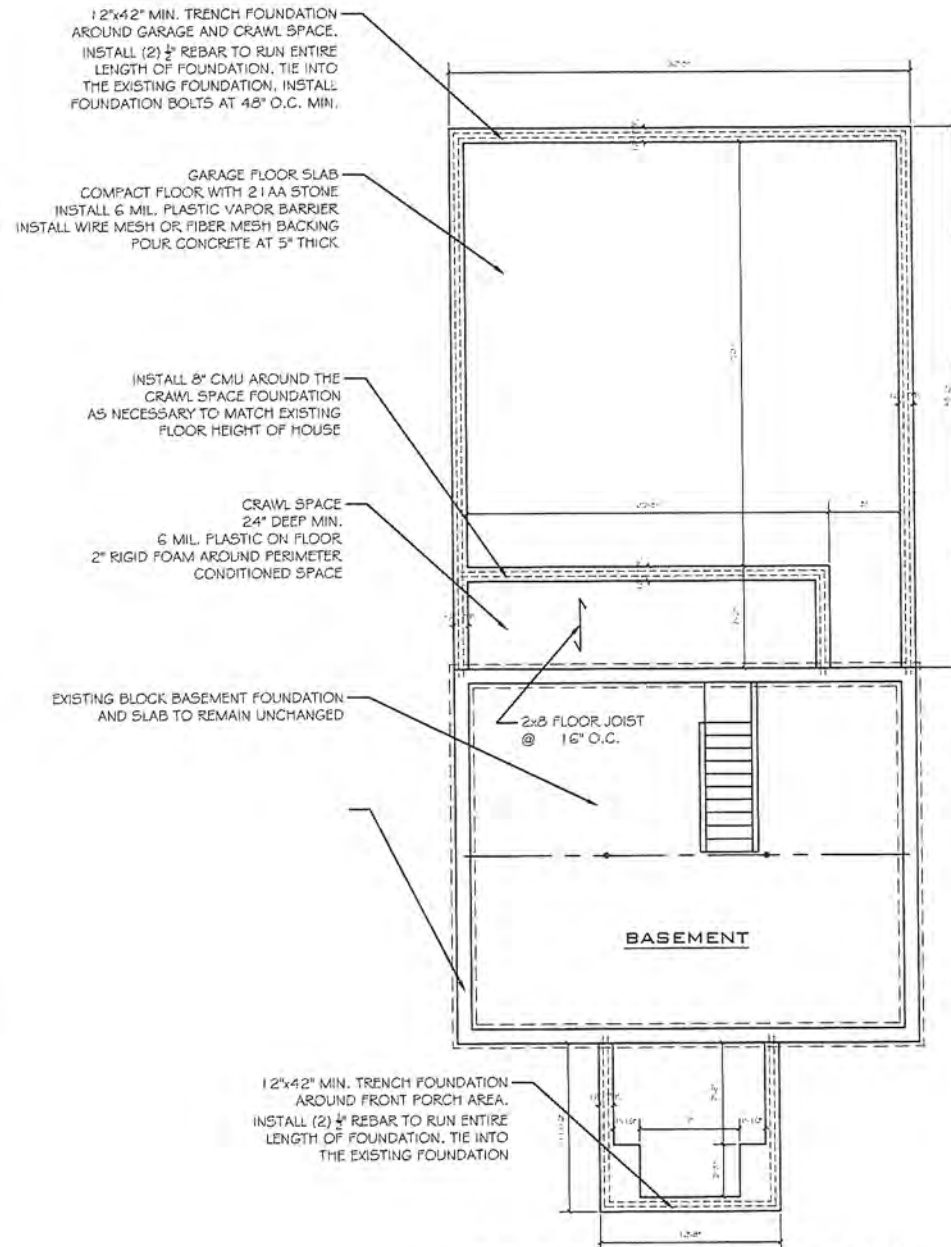 12"x42" MIN. TRENCH FOUNDATION
AROUND GARAGE AND CRAWL SPACE.
INSTALL (2) ½" REBAR TO RUN ENTIRE
LENGTH OF FOUNDATION. TIE INTO
THE EXISTING FOUNDATION. INSTALL
FOUNDATION BOLTS AT 48" O.C. MIN.
GARAGE FLOOR SLAB
COMPACT FLOOR WITH 21AA STONE
INSTALL 6 MIL. PLASTIC VAPOR BARRIER
INSTALL WIRE MESH OR FIBER MESH BACKING
POUR CONCRETE AT 5" THICK
INSTALL 8" CMU AROUND THE
CRAWL SPACE FOUNDATION
AS NECESSARY TO MATCH EXISTING
FLOOR HEIGHT OF HOUSE
CRAWL SPACE
24" DEEP MIN.
6 MIL. PLASTIC ON FLOOR
2" RIGID FOAM AROUND PERIMETER
CONDITIONED SPACE
EXISTING BLOCK BASEMENT FOUNDATION
AND SLAB TO REMAIN UNCHANGED
2x8 FLOOR JOIST
@ 16" O.C.
BASEMENT
12"x42" MIN. TRENCH FOUNDATION
AROUND FRONT PORCH AREA.
INSTALL (2) ½" REBAR TO RUN ENTIRE
LENGTH OF FOUNDATION. TIE INTO
THE EXISTING FOUNDATION